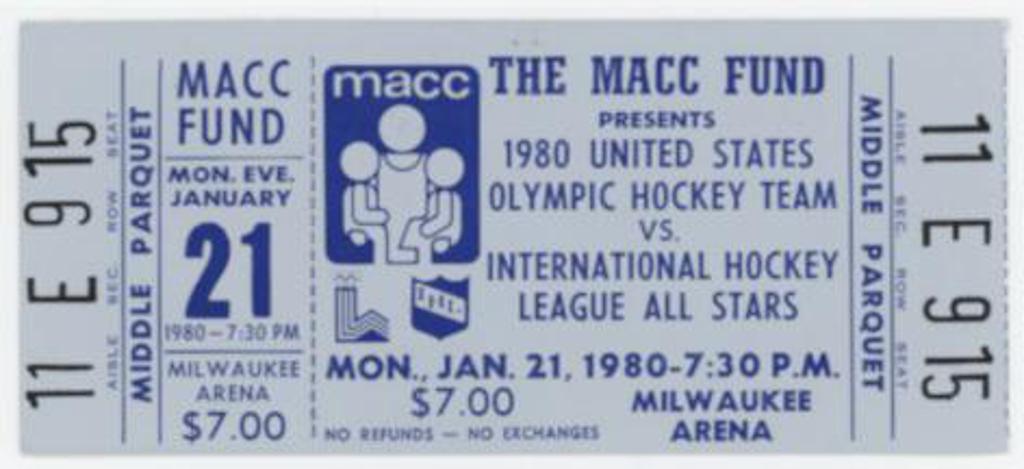 11 E 9 15
AISLE SEC. ROW SEAT
MIDDLE PARQUET
MACC
FUND
MON. EVE.
JANUARY
21
1980-7:30 PM
MILWAUKEE
ARENA
$7.00
macc
IHL
THE MACC FUND
PRESENTS
1980 UNITED STATES
OLYMPIC HOCKEY TEAM
VS.
INTERNATIONAL HOCKEY
LEAGUE ALL STARS
MON., JAN. 21, 1980-7:30 P.M.
$7.00
MILWAUKEE
ARENA
NO REFUNDS — NO EXCHANGES
MIDDLE PARQUET
AISLE SEC. ROW SEAT
11 E 9 15